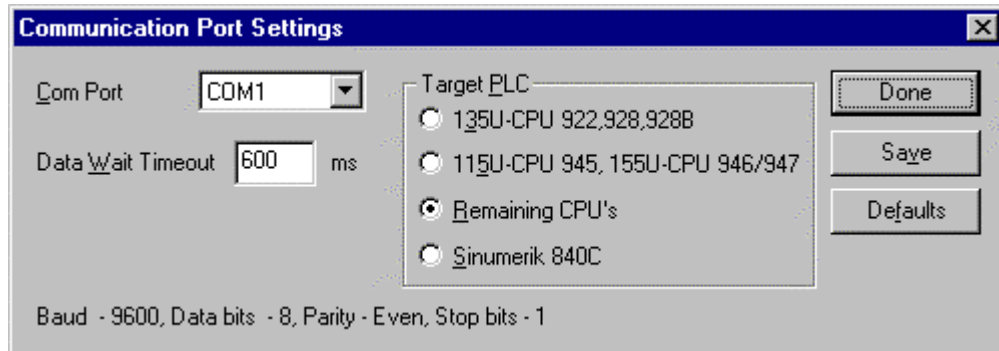 Communication Port Settings
Com Port
COM1
Data Wait Timeout
600
ms
Target PLC
135U-CPU 922,928,928B
115U-CPU 945, 155U-CPU 946/947
Remaining CPU's
Sinumerik 840C
Done
Save
Defaults
Baud - 9600, Data bits - 8, Parity - Even, Stop bits - 1